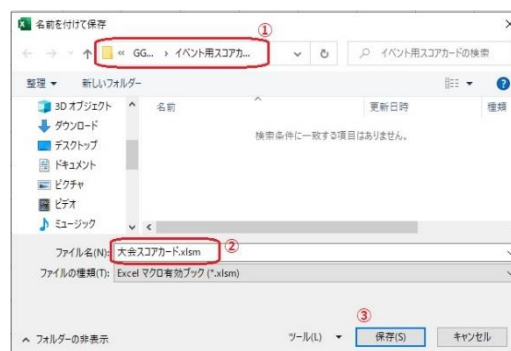 名前を付けて保存
①
« GG... › イベント用スコアカ... イベント用スコアカードの検索
整理 新しいフォルダー
3D オブジェクト
ダウンロード
デスクトップ
ドキュメント
ピクチャ
ビデオ
ミュージック
名前 更新日時 種類
検索条件に一致する項目はありません。
ファイル名(N): 大会スコアカード.xlsm ②
ファイルの種類(T): Excel マクロ有効ブック (*.xlsm)
③
フォルダーの非表示 ツール(L) 保存(S) キャンセル